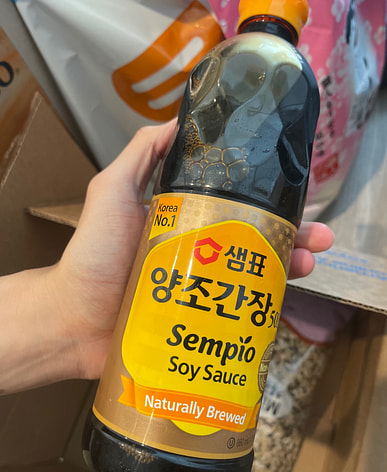 Korea
No.1
샘표
양조간장
Sempio
Soy Sauce
Naturally Brewed